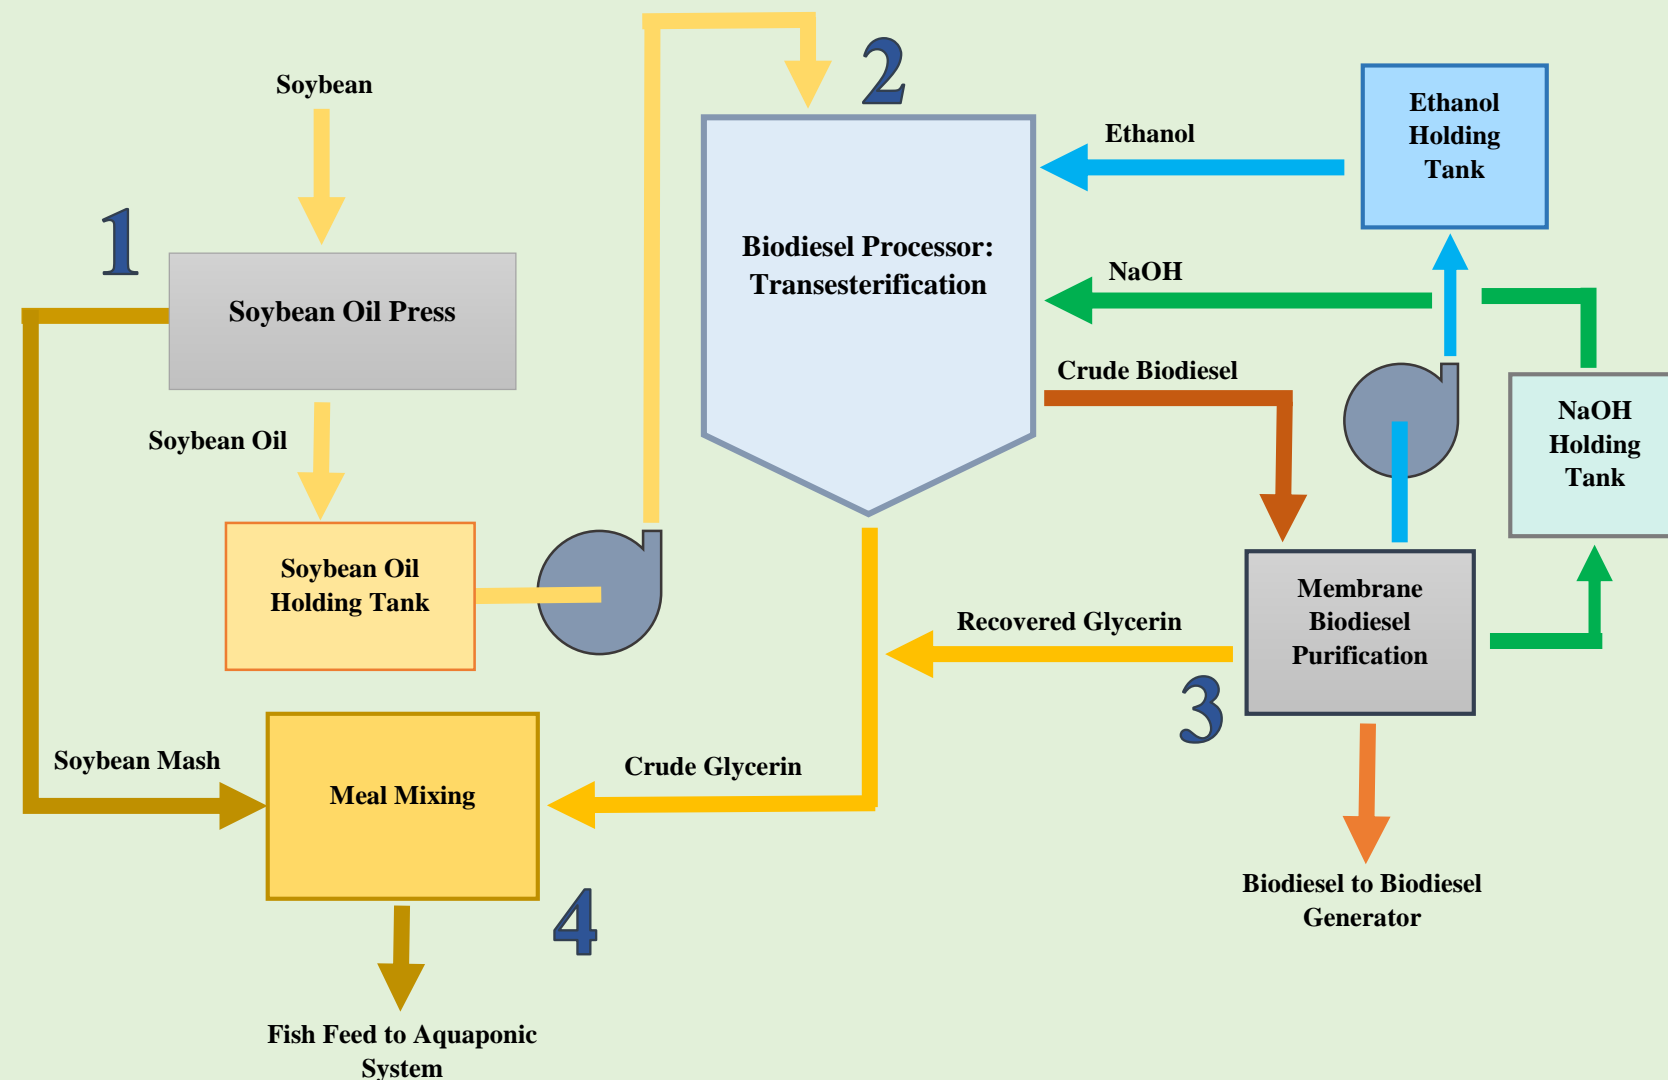 Soybean
1
Soybean Oil Press
Soybean Oil
Soybean Oil
Holding Tank
2
Biodiesel Processor:
Transesterification
Ethanol
Ethanol
Holding
Tank
NaOH
Crude Biodiesel
NaOH
Holding
Tank
Membrane
Biodiesel
Purification
Recovered Glycerin
3
Soybean Mash
Meal Mixing
Crude Glycerin
4
Biodiesel to Biodiesel
Generator
Fish Feed to Aquaponic
System